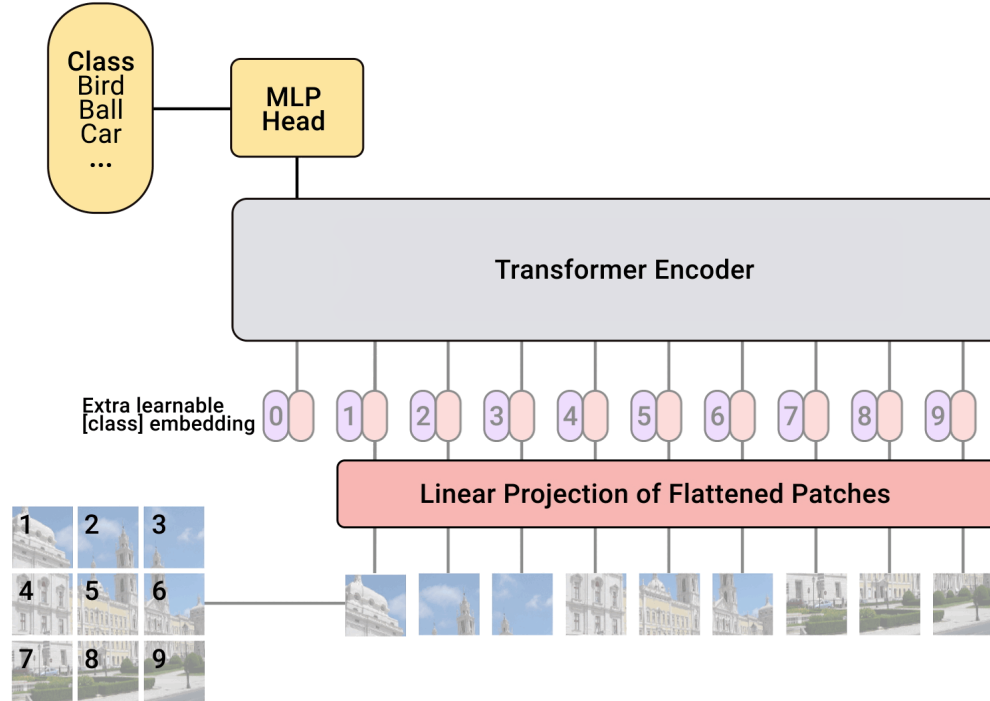 Class
Bird
Ball
Car
...
MLP
Head
Transformer Encoder
Extra learnable
[class] embedding
0 1 2 3 4 5 6 7 8 9
Linear Projection of Flattened Patches
1 2 3
4 5 6
7 8 9